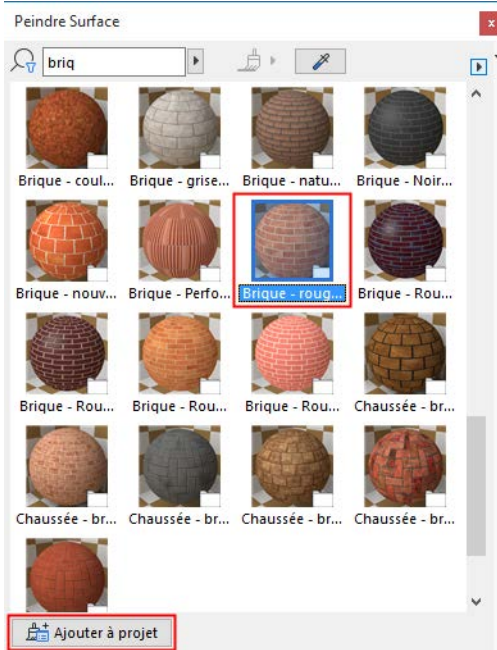 Peindre Surface
x
briq
Brique - coul... Brique - grise... Brique - natu... Brique - Noir...
Brique - nouv... Brique - Perfo... Brique - roug... Brique - Rou...
Brique - Rou... Brique - Rou... Brique - Rou... Chaussée - br...
Chaussée - br... Chaussée - br... Chaussée - br... Chaussée - br...
Ajouter à projet